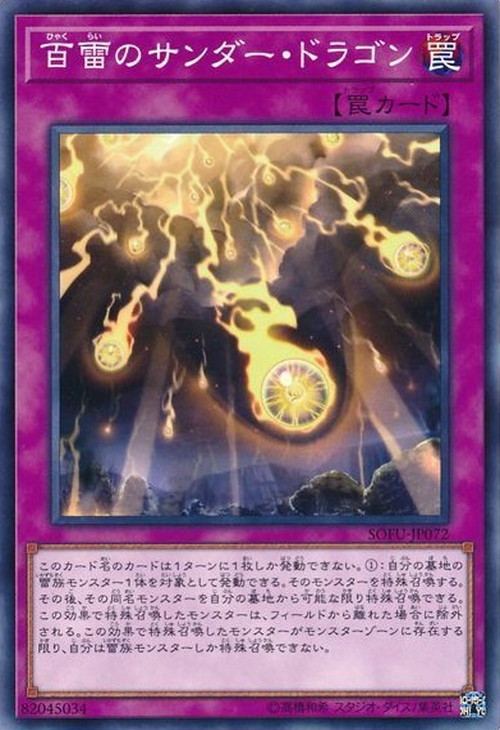 百雷のサンダー・ドラゴン 罠
【罠カード】
SOFU-JP072
このカード名のカードは1ターンに1枚しか発動できない。①:自分の墓地の
雷族モンスター1体を対象として発動できる。そのモンスターを特殊召喚する。
その後、その同名モンスターを自分の墓地から可能な限り特殊召喚できる。
この効果で特殊召喚したモンスターは、フィールドから離れた場合に除外
される。この効果で特殊召喚したモンスターがモンスターゾーンに存在する
限り、自分は雷族モンスターしか特殊召喚できない。
82045034 ©高橋和希 スタジオ・ダイス/集英社